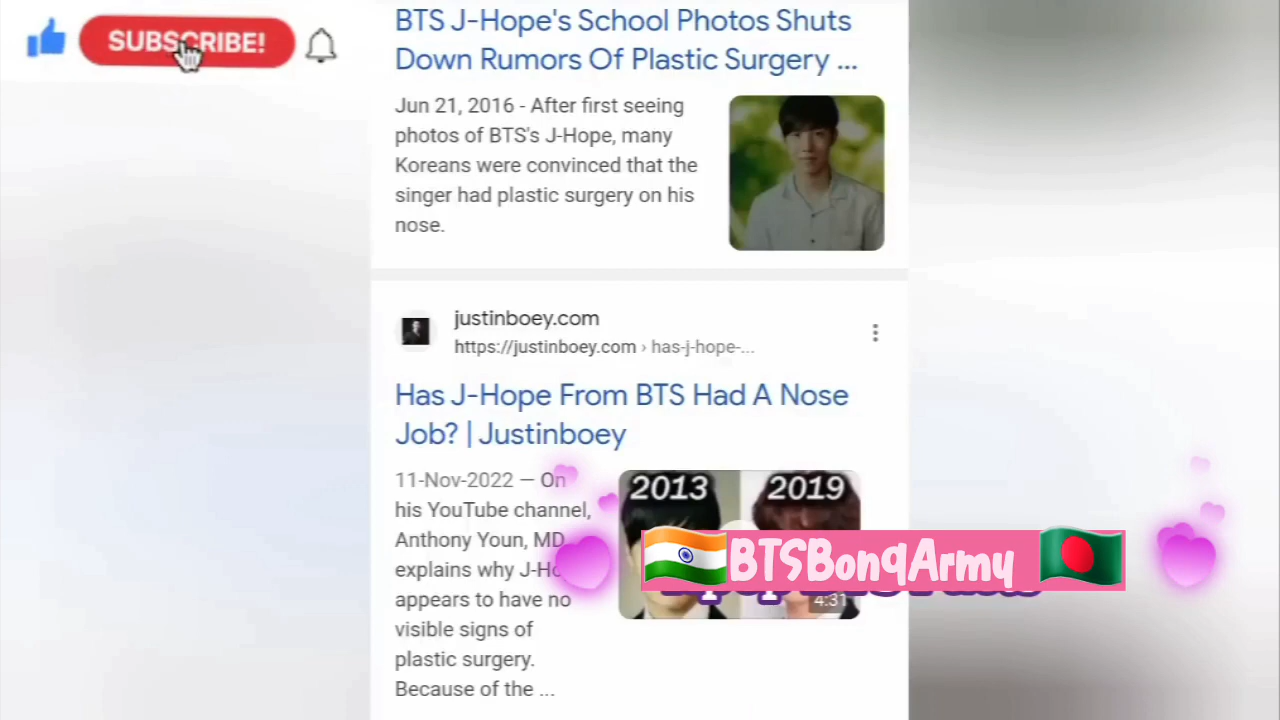 SUBSCRIBE!
BTS J-Hope's School Photos Shuts
Down Rumors Of Plastic Surgery ...
Jun 21, 2016 - After first seeing
photos of BTS's J-Hope, many
Koreans were convinced that the
singer had plastic surgery on his
nose.
justinboey.com
https://justinboey.com › has-j-hope-...
Has J-Hope From BTS Had A Nose
Job? | Justinboey
11-Nov-2022 — On
his YouTube channel,
Anthony Youn, MD
explains why J-Ho
appears to have no
visible signs of
plastic surgery.
Because of the ...
2013 2019
BTSBongArmy
4:31